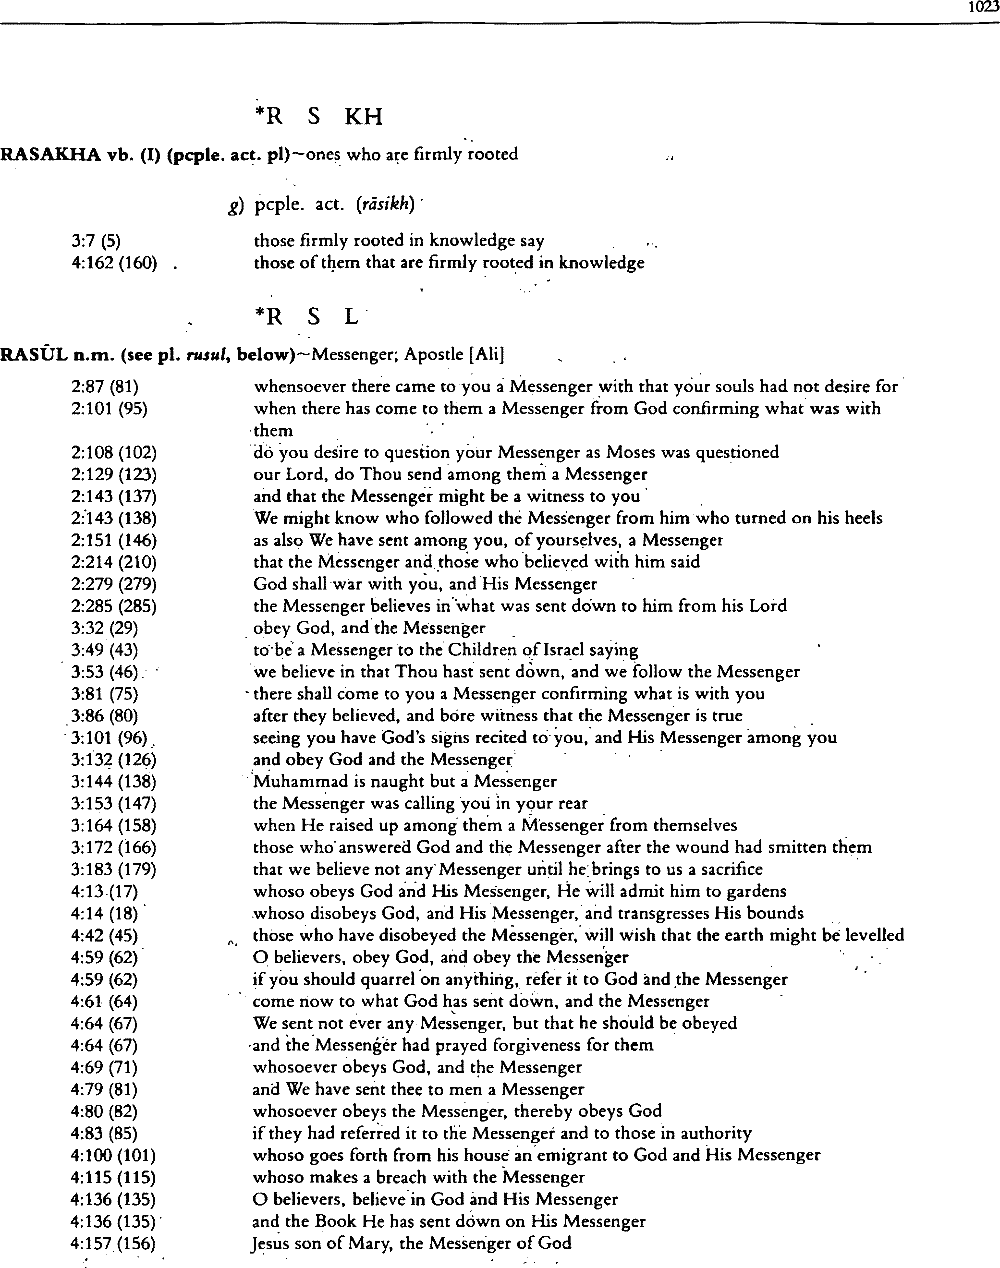 1023
*R S KH
RASAKHA vb. (I) (pcple. act. pl)~ones who are firmly rooted
g) pcple. act. (rāsikh)
3:7 (5) those firmly rooted in knowledge say
4:162 (160) those of them that are firmly rooted in knowledge
*R S L
RASŪL n.m. (see pl. rusul, below)~Messenger; Apostle [Ali]
2:87 (81) whensoever there came to you a Messenger with that your souls had not desire for
2:101 (95) when there has come to them a Messenger from God confirming what was with
them
2:108 (102) do you desire to question your Messenger as Moses was questioned
2:129 (123) our Lord, do Thou send among them a Messenger
2:143 (137) and that the Messenger might be a witness to you
2:143 (138) We might know who followed the Messenger from him who turned on his heels
2:151 (146) as also We have sent among you, of yourselves, a Messenger
2:214 (210) that the Messenger and those who believed with him said
2:279 (279) God shall war with you, and His Messenger
2:285 (285) the Messenger believes in what was sent down to him from his Lord
3:32 (29) obey God, and the Messenger
3:49 (43) to be a Messenger to the Children of Israel saying
3:53 (46) we believe in that Thou hast sent down, and we follow the Messenger
3:81 (75) there shall come to you a Messenger confirming what is with you
3:86 (80) after they believed, and bore witness that the Messenger is true
3:101 (96) seeing you have God's signs recited to you, and His Messenger among you
3:132 (126) and obey God and the Messenger
3:144 (138) Muhammad is naught but a Messenger
3:153 (147) the Messenger was calling you in your rear
3:164 (158) when He raised up among them a Messenger from themselves
3:172 (166) those who answered God and the Messenger after the wound had smitten them
3:183 (179) that we believe not any Messenger until he brings to us a sacrifice
4:13 (17) whoso obeys God and His Messenger, He will admit him to gardens
4:14 (18) whoso disobeys God, and His Messenger, and transgresses His bounds
4:42 (45) those who have disobeyed the Messenger, will wish that the earth might be levelled
4:59 (62) O believers, obey God, and obey the Messenger
4:59 (62) if you should quarrel on anything, refer it to God and the Messenger
4:61 (64) come now to what God has sent down, and the Messenger
4:64 (67) We sent not ever any Messenger, but that he should be obeyed
4:64 (67) and the Messenger had prayed forgiveness for them
4:69 (71) whosoever obeys God, and the Messenger
4:79 (81) and We have sent thee to men a Messenger
4:80 (82) whosoever obeys the Messenger, thereby obeys God
4:83 (85) if they had referred it to the Messenger and to those in authority
4:100 (101) whoso goes forth from his house an emigrant to God and His Messenger
4:115 (115) whoso makes a breach with the Messenger
4:136 (135) O believers, believe in God and His Messenger
4:136 (135) and the Book He has sent down on His Messenger
4:157 (156) Jesus son of Mary, the Messenger of God